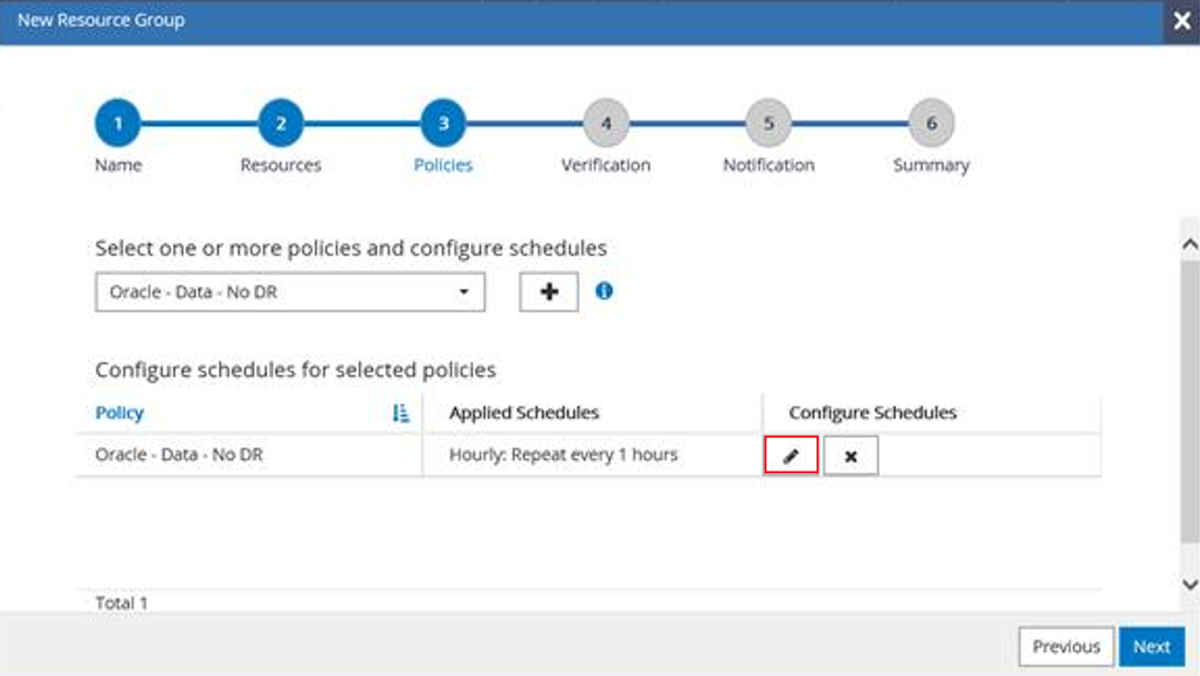 New Resource Group
1 2 3 4 5 6
Name Resources Policies Verification Notification Summary
Select one or more policies and configure schedules
Oracle - Data - No DR
Configure schedules for selected policies
Policy Applied Schedules Configure Schedules
Oracle - Data - No DR Hourly: Repeat every 1 hours
Total 1
Previous Next